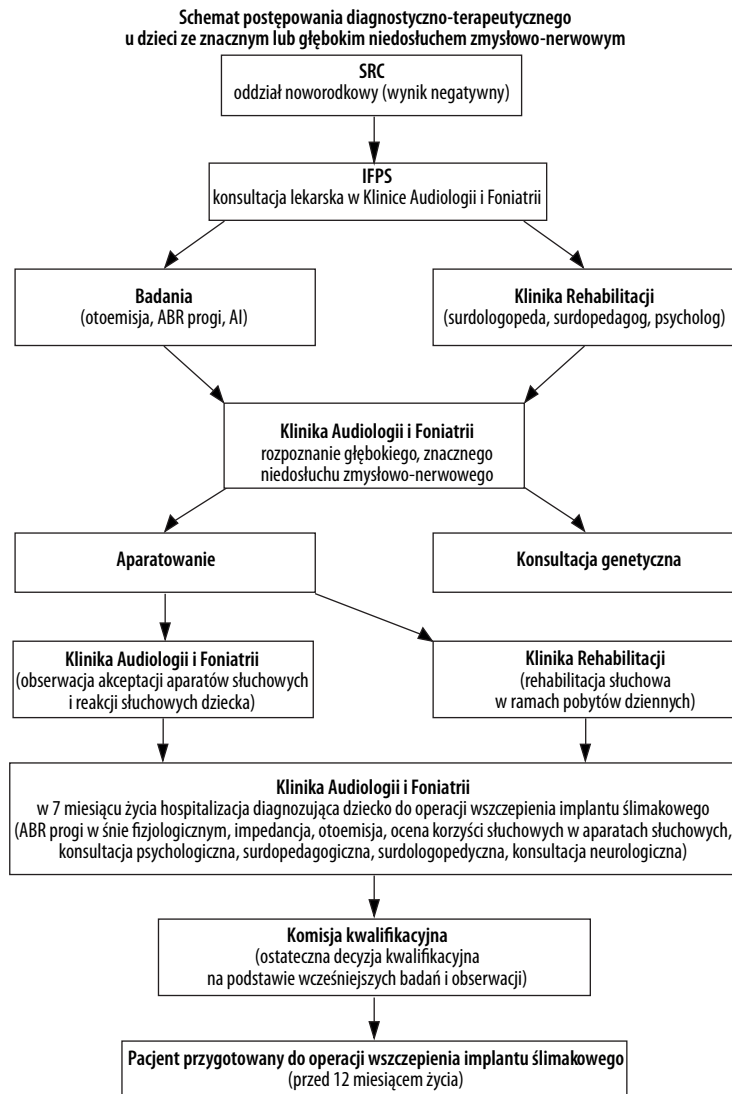 Schemat postępowania diagnostyczno-terapeutycznego
u dzieci ze znacznym lub głębokim niedosłuchem zmysłowo-nerwowym
SRC
oddział noworodkowy (wynik negatywny)
IFPS
konsultacja lekarska w Klinice Audiologii i Foniatrii
Badania
(otoemisja, ABR progi, AI)
Klinika Rehabilitacji
(surdologopeda, surdopedagog, psycholog)
Klinika Audiologii i Foniatrii
rozpoznanie głębokiego, znacznego
niedosłuchu zmysłowo-nerwowego
Aparatowanie
Konsultacja genetyczna
Klinika Audiologii i Foniatrii
(obserwacja akceptacji aparatów słuchowych
i reakcji słuchowych dziecka)
Klinika Rehabilitacji
(rehabilitacja słuchowa
w ramach pobytów dziennych)
Klinika Audiologii i Foniatrii
w 7 miesiącu życia hospitalizacja diagnozująca dziecko do operacji wszczepienia implantu ślimakowego
(ABR progi w śnie fizjologicznym, impedancja, otoemisja, ocena korzyści słuchowych w aparatach słuchowych,
konsultacja psychologiczna, surdopedagogiczna, surdologopedyczna, konsultacja neurologiczna)
Komisja kwalifikacyjna
(ostateczna decyzja kwalifikacyjna
na podstawie wcześniejszych badań i obserwacji)
Pacjent przygotowany do operacji wszczepienia implantu ślimakowego
(przed 12 miesiącem życia)